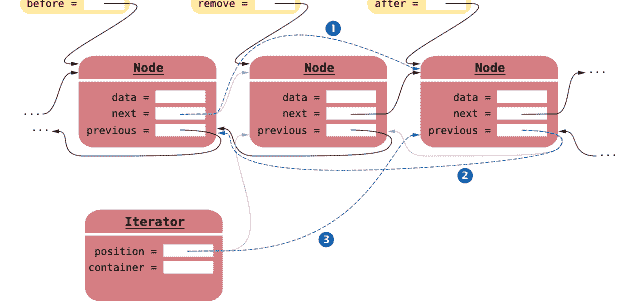 before = remove = after =
1
Node Node Node
data = data = data =
next = next = next =
previous = previous = previous =
2
Iterator
3
position =
container =